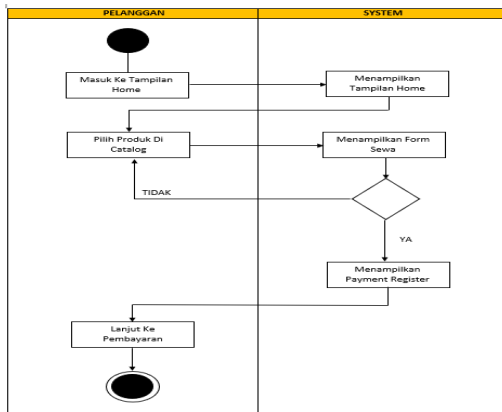 PELANGGAN
SYSTEM
Masuk Ke Tampilan
Home
Menampilkan
Tampilan Home
Pilih Produk Di
Catalog
Menampilkan Form
Sewa
TIDAK
YA
Menampilkan
Payment Register
Lanjut Ke
Pembayaran